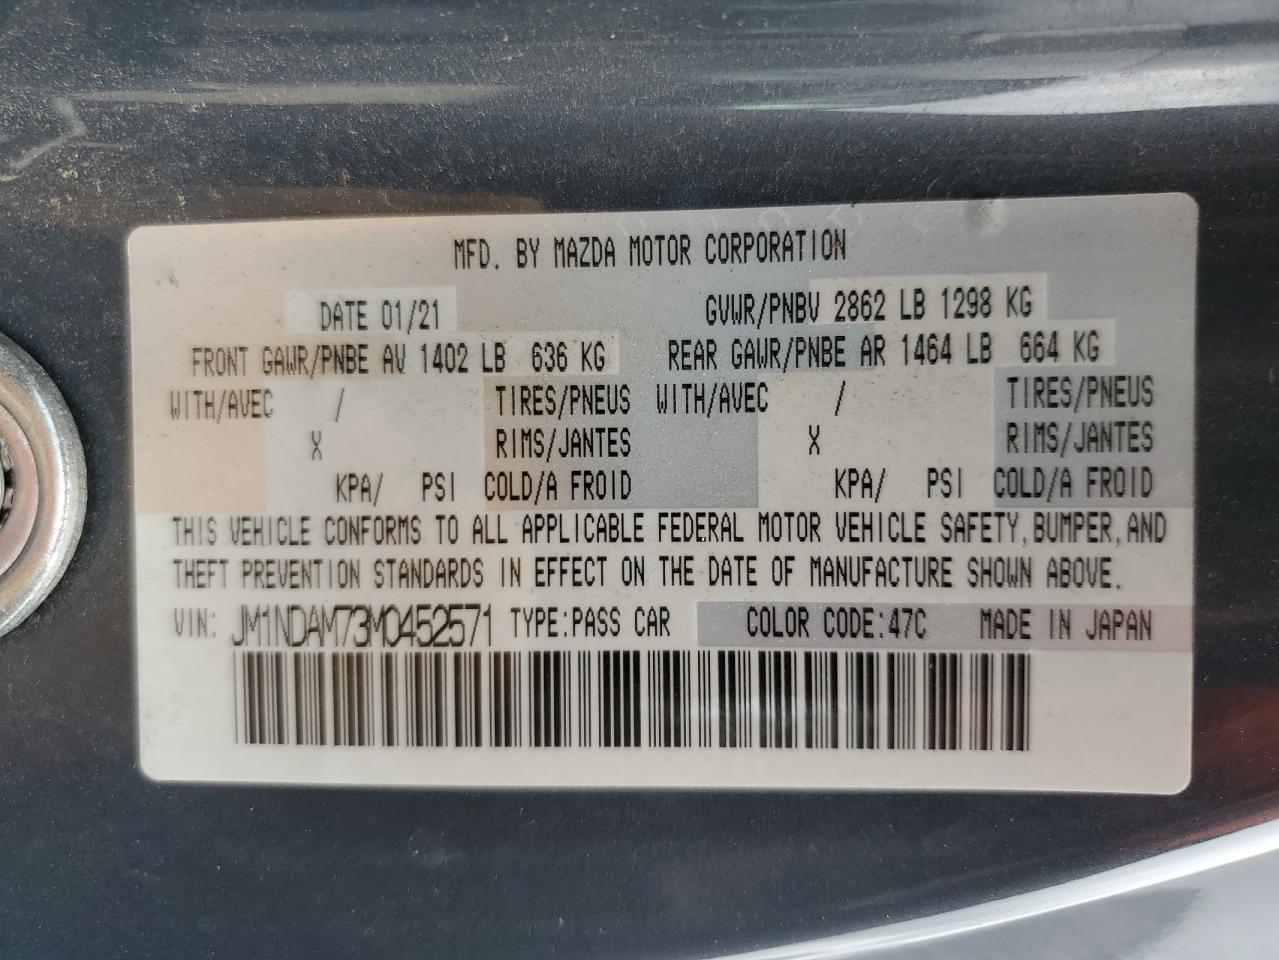 MFD. BY MAZDA MOTOR CORPORATION
DATE 01/21 GVWR/PNBV 2862 LB 1298 KG
FRONT GAWR/PNBE AV 1402 LB 636 KG REAR GAWR/PNBE AR 1464 LB 664 KG
WITH/AVEC / TIRES/PNEUS WITH/AVEC / TIRES/PNEUS
X RIMS/JANTES X RIMS/JANTES
KPA/ PSI COLD/A FROID KPA/ PSI COLD/A FROID
THIS VEHICLE CONFORMS TO ALL APPLICABLE FEDERAL MOTOR VEHICLE SAFETY, BUMPER, AND
THEFT PREVENTION STANDARDS IN EFFECT ON THE DATE OF MANUFACTURE SHOWN ABOVE.
VIN: JM1NDAM73M0452571 TYPE:PASS CAR COLOR CODE:47C MADE IN JAPAN